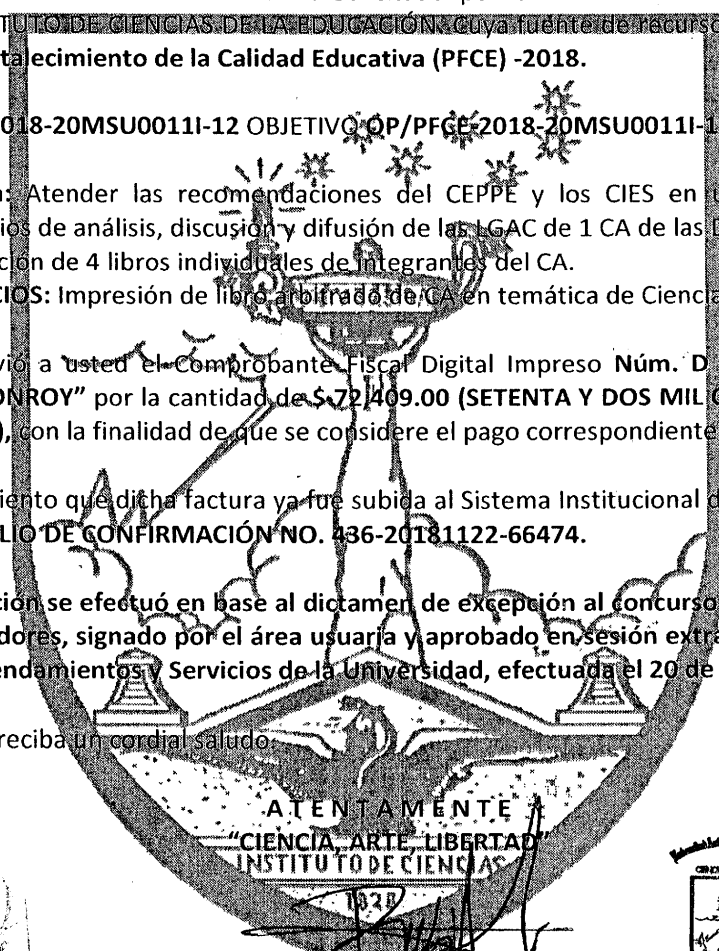 TUTO DE CIENCIAS DE LA EDUCACIÓN. Cuya fuente de recurso
talecimiento de la Calidad Educativa (PFCE) -2018.
018-20MSU0011I-12 OBJETIVO OP/PFCE-2018-20MSU0011I-1
n: Atender las recomendaciones del CEPPE y los CIES en
ios de análisis, discusión y difusión de las LGAC de 1 CA de las
ción de 4 libros individuales de integrantes del CA.
CIOS: Impresión de libro arbitrado de CA en temática de Ciencia
vió a usted el Comprobante Fiscal Digital Impreso Núm. D
ONROY" por la cantidad de $ 72,409.00 (SETENTA Y DOS MIL
), con la finalidad de que se considere el pago correspondiente
iento que dicha factura ya fue subida al Sistema Institucional d
LIO DE CONFIRMACIÓN NO. 436-20181122-66474.
ción se efectuó en base al dictamen de excepción al concurso
dores, signado por el área usuaria y aprobado en sesión extra
endamientos y Servicios de la Universidad, efectuada el 20 de
reciba un cordial saludo.
A T E N T A M E N T E
"CIENCIA, ARTE, LIBERTAD"
INSTITUTO DE CIENCIAS
1828